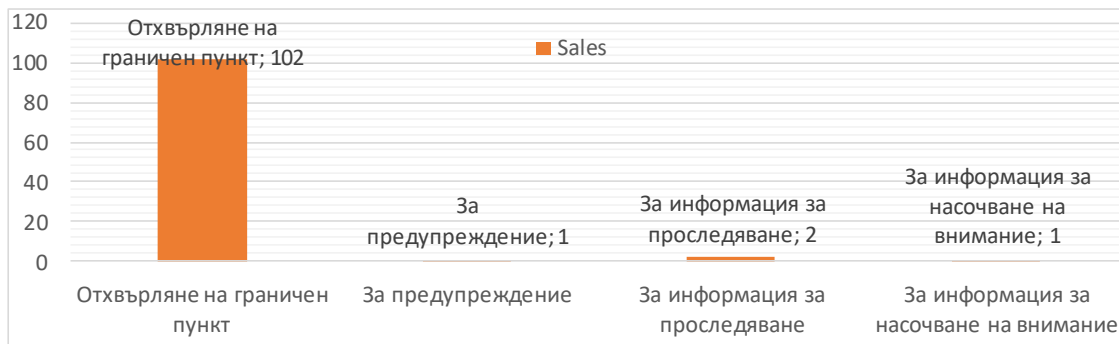 120
100
80
60
40
20
0
Sales
Отхвърляне на
граничен пункт; 102
За
предупреждение; 1
За информация за
проследяване; 2
За информация за
насочване на
внимание; 1
Отхвърляне на граничен
пункт
За предупреждение
За информация за
проследяване
За информация за
насочване на внимание